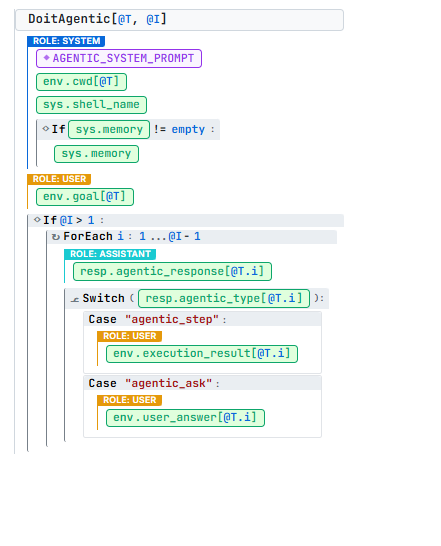 DoitAgentic[@T, @I]
ROLE: SYSTEM
AGENTIC_SYSTEM_PROMPT
env.cwd[@T]
sys.shell_name
If sys.memory != empty :
sys.memory
ROLE: USER
env.goal[@T]
If @I > 1 :
ForEach i : 1 ...@I - 1
ROLE: ASSISTANT
resp.agentic_response[@T.i]
Switch ( resp.agentic_type[@T.i] ):
Case "agentic_step" :
ROLE: USER
env.execution_result[@T.i]
Case "agentic_ask" :
ROLE: USER
env.user_answer[@T.i]